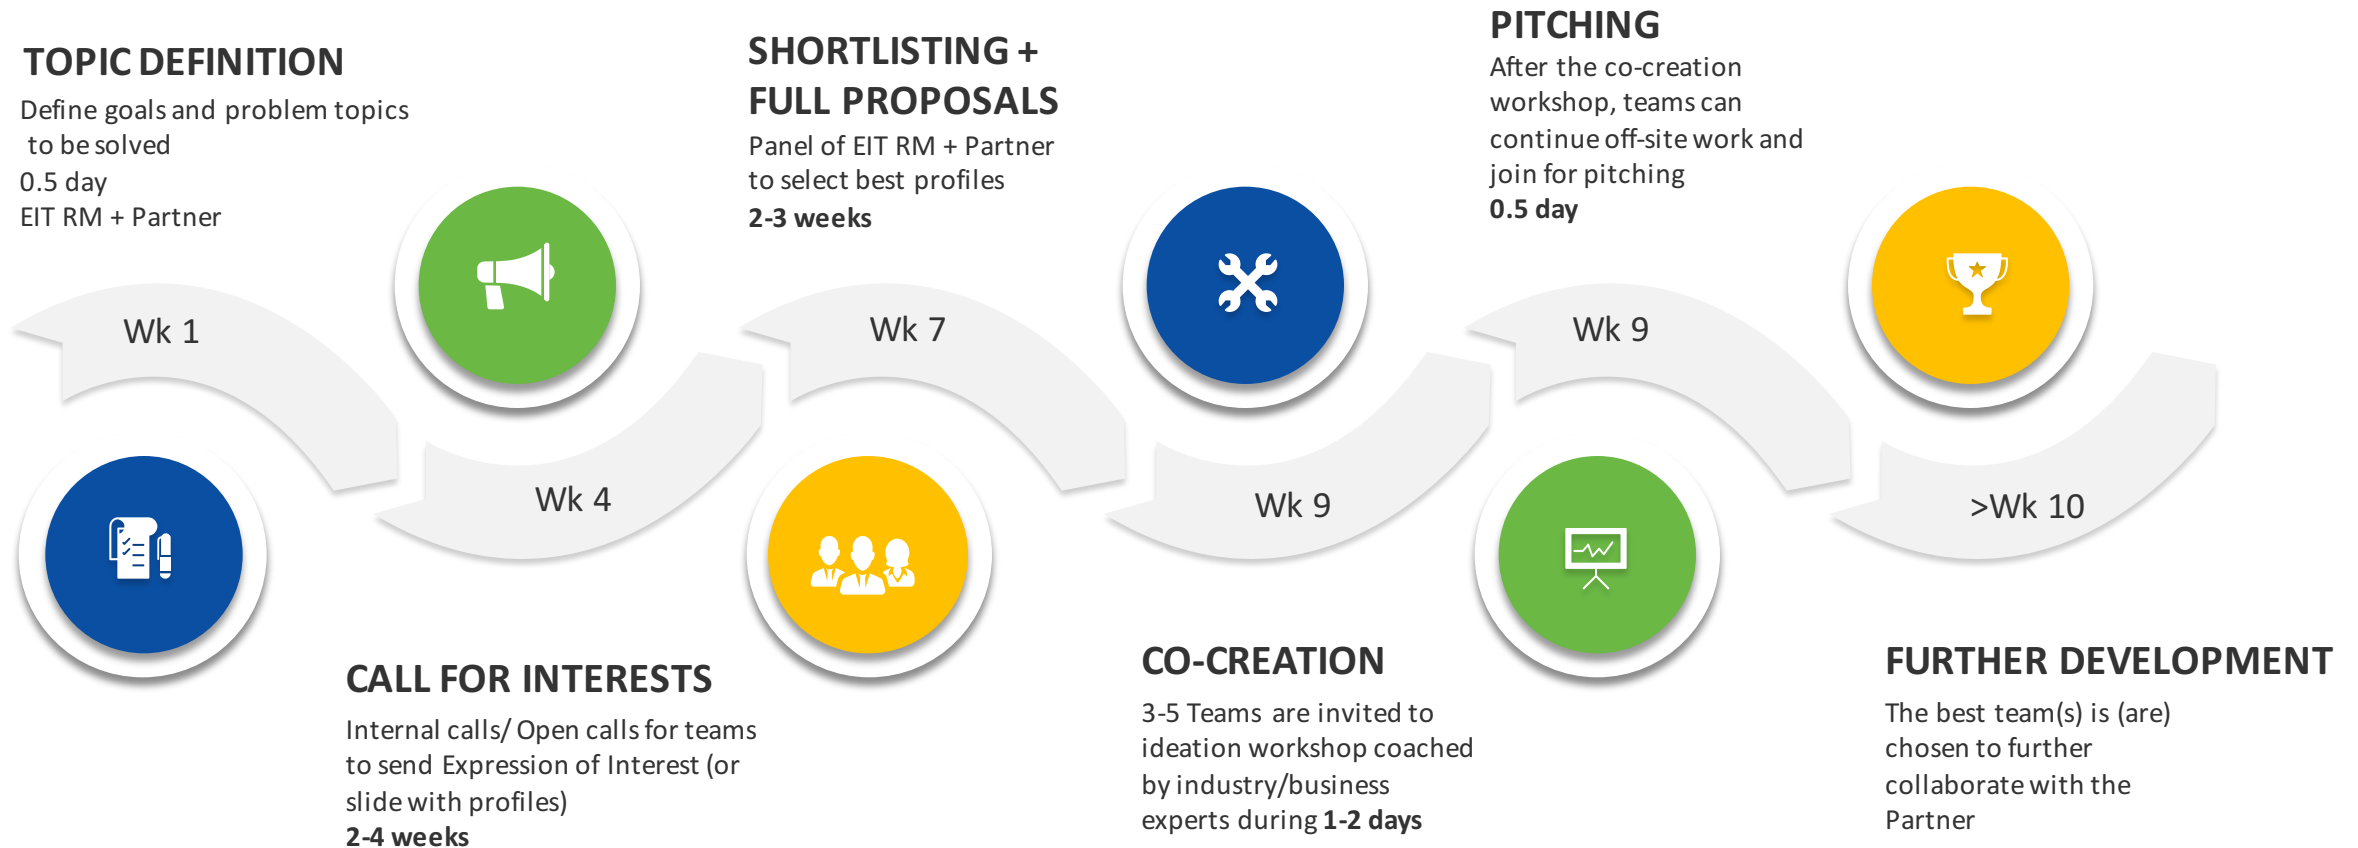 TOPIC DEFINITION
Define goals and problem topics
to be solved
0.5 day
EIT RM + Partner
Wk 1
CALL FOR INTERESTS
Internal calls/ Open calls for teams
to send Expression of Interest (or
slide with profiles)
2-4 weeks
Wk 4
SHORTLISTING +
FULL PROPOSALS
Panel of EIT RM + Partner
to select best profiles
2-3 weeks
Wk 7
CO-CREATION
3-5 Teams are invited to
ideation workshop coached
by industry/business
experts during 1-2 days
Wk 9
PITCHING
After the co-creation
workshop, teams can
continue off-site work and
join for pitching
0.5 day
Wk 9
FURTHER DEVELOPMENT
The best team(s) is (are)
chosen to further
collaborate with the
Partner
>Wk 10